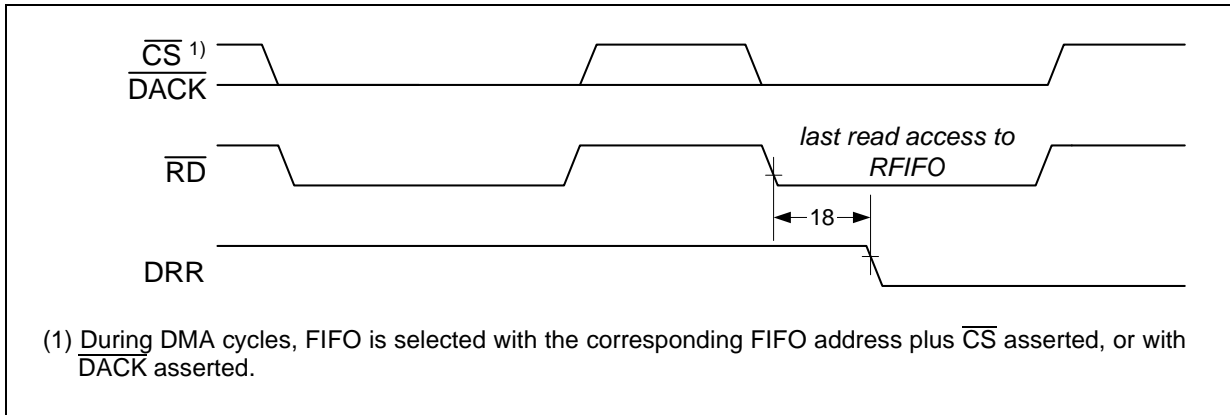 CS 1)
DACK
last read access to
RD
RFIFO
18
DRR
(1) During DMA cycles, FIFO is selected with the corresponding FIFO address plus CS asserted, or with
DACK asserted.